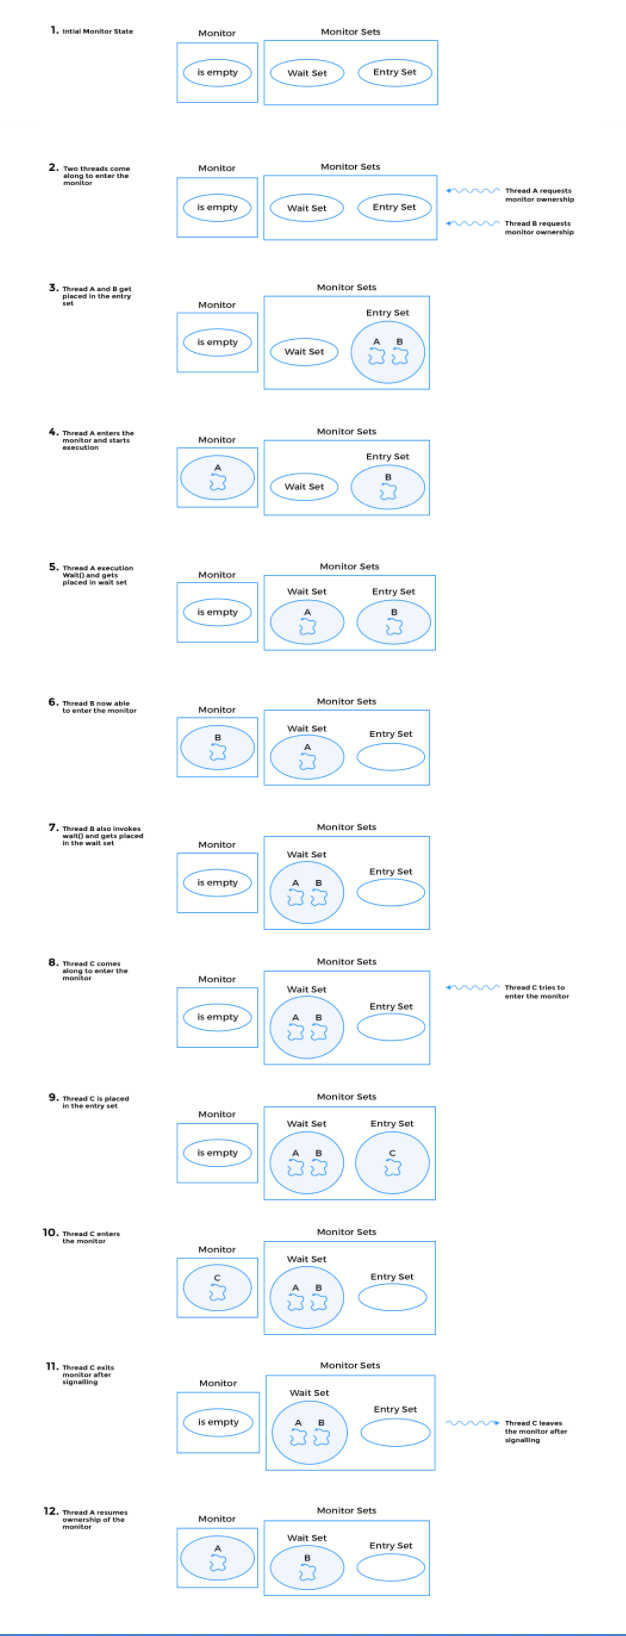 1. Intial Monitor State
Monitor
Monitor Sets
is empty
Wait Set
Entry Set
2. Two threads come
along to enter the
monitor
Monitor
Monitor Sets
is empty
Wait Set
Entry Set
Thread A requests
monitor ownership
Thread B requests
monitor ownership
3. Thread A and B get
placed in the entry
set
Monitor
Monitor Sets
is empty
Wait Set
Entry Set
A B
4. Thread A enters the
monitor and starts
execution
Monitor
Monitor Sets
A
Wait Set
Entry Set
B
5. Thread A execution
Wait() and gets
placed in wait set
Monitor
Monitor Sets
is empty
Wait Set
A
Entry Set
B
6. Thread B now able
to enter the monitor
Monitor
Monitor Sets
B
Wait Set
A
Entry Set
7. Thread B also invokes
wait() and gets placed
in the wait set
Monitor
Monitor Sets
is empty
Wait Set
A B
Entry Set
8. Thread C comes
along to enter the
monitor
Monitor
Monitor Sets
is empty
Wait Set
A B
Entry Set
Thread C tries to
enter the monitor
9. Thread C is placed
in the entry set
Monitor
Monitor Sets
is empty
Wait Set
A B
Entry Set
C
10. Thread C enters
the monitor
Monitor
Monitor Sets
C
Wait Set
A B
Entry Set
11. Thread C exits
monitor after
signalling
Monitor
Monitor Sets
is empty
Wait Set
A B
Entry Set
Thread C leaves
the monitor after
signalling
12. Thread A resumes
ownership of the
monitor
Monitor
Monitor Sets
A
Wait Set
B
Entry Set